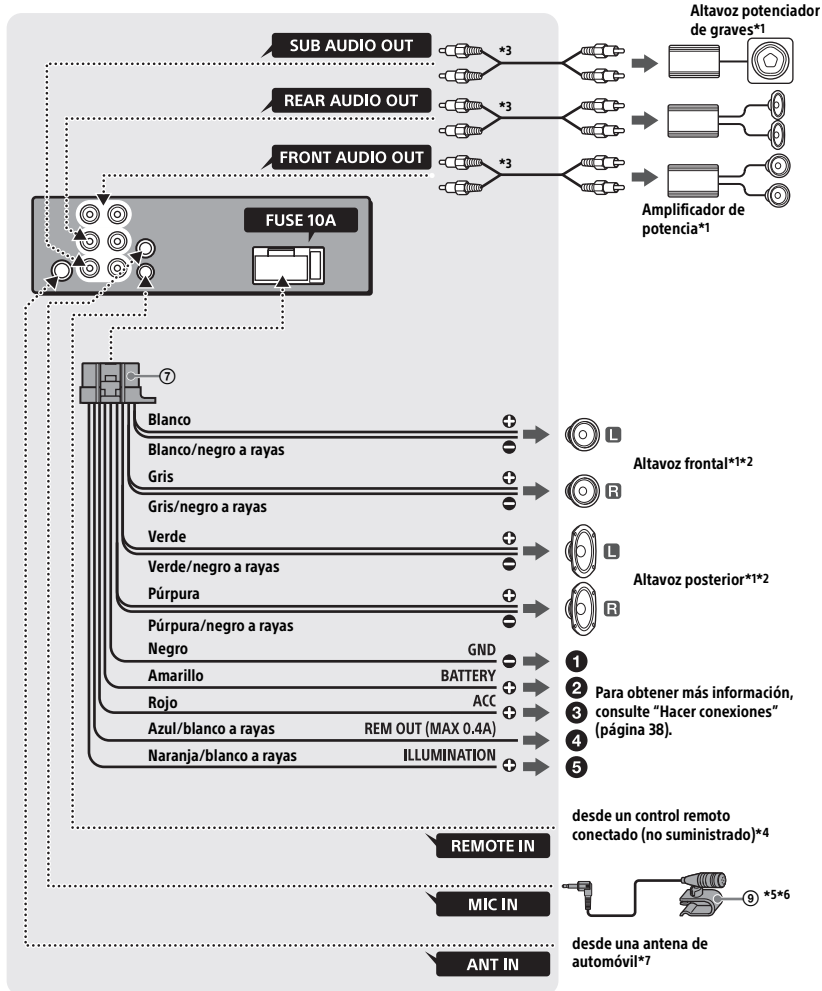 Altavoz potenciador
de graves*1
SUB AUDIO OUT
*3
REAR AUDIO OUT
*3
FRONT AUDIO OUT
*3
Amplificador de
potencia*1
FUSE 10A
⑦
Blanco
Blanco/negro a rayas
L
Gris
Gris/negro a rayas
R
Altavoz frontal*1*2
Verde
Verde/negro a rayas
L
Púrpura
Púrpura/negro a rayas
R
Altavoz posterior*1*2
Negro GND ❶
Amarillo BATTERY ❷
Rojo ACC ❸
Azul/blanco a rayas REM OUT (MAX 0.4A) ❹
Naranja/blanco a rayas ILLUMINATION ❺
Para obtener más información,
consulte “Hacer conexiones”
(página 38).
desde un control remoto
conectado (no suministrado)*4
REMOTE IN
MIC IN
⑨ *5*6
desde una antena de
automóvil*7
ANT IN